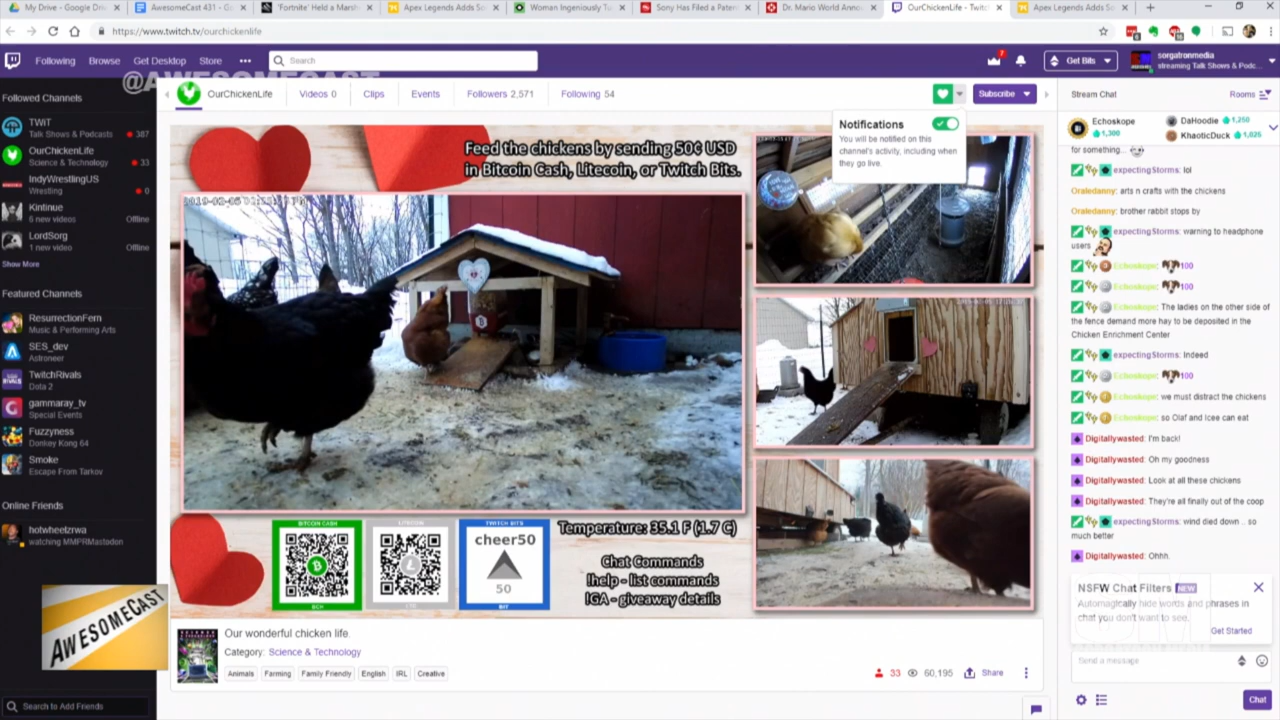 My Drive - Google Dri
AwesomeCast 431 - Go
'Fortnite' Held a Marsh
Apex Legends Adds So
Woman Ingeniously Tu
Sony Has Filed a Paten
Dr. Mario World Anno
OurChickenLife - Twitc
Apex Legends Adds So
https://www.twitch.tv/ourchickenlife
Following
Browse
Get Desktop
Store
Search
7
Get Bits
sorgatronmedia
streaming Talk Shows & Podc...
@AWESOMECAST
Followed Channels
TWiT
Talk Shows & Podcasts
387
OurChickenLife
Science & Technology
33
IndyWrestlingUS
Wrestling
0
Kintinue
6 new videos
Offline
LordSorg
1 new video
Offline
Show More
Featured Channels
ResurrectionFern
Music & Performing Arts
SES_dev
Astroneer
TwitchRivals
Dota 2
gammaray_tv
Special Events
Fuzzyness
Donkey Kong 64
Smoke
Escape From Tarkov
Online Friends
hotwheetzrwa
watching MMPRMastodon
AWESOMECAST
Search to Add Friends
OurChickenLife
Videos 0
Clips
Events
Followers 2,571
Following 54
Subscribe
Notifications
You will be notified on this
channel's activity, including when
they go live.
Feed the chickens by sending 50¢ USD
in Bitcoin Cash, Litecoin, or Twitch Bits.
BITCOIN CASH
BCH
LITECOIN
LTC
TWITCH BITS
cheer50
50
BIT
Temperature: 35.1 F (1.7 C)
Chat Commands
!help - list commands
!GA - giveaway details
Our wonderful chicken life
Category: Science & Technology
Animals
Farming
Family Friendly
English
IRL
Creative
33
60,195
Share
Stream Chat
Rooms
Echoskope
1,300
DaHoodie
1,250
KhaoticDuck
1,025
for something...
expectingStorms: lol
Oraledanny: arts n crafts with the chickens
Oraledanny: brother rabbit stops by
expectingStorms: warning to headphone
users
Echoskope: 100
Echoskope: 100
Echoskope: The ladies on the other side of
the fence demand more hay to be deposited in the
Chicken Enrichment Center
expectingStorms: Indeed
Echoskope: 100
Echoskope: we must distract the chickens
Echoskope: so Olaf and Icee can eat
Digitallywasted: I'm back!
Digitallywasted: Oh my goodness
Digitallywasted: Look at all these chickens
Digitallywasted: They're all finally out of the coop
expectingStorms: wind died down .. so
much better
Digitallywasted: Ohhh.
NSFW Chat Filters NEW
Automagically hide words and phrases in
chat you don't want to see.
Get Started
Send a message
Chat